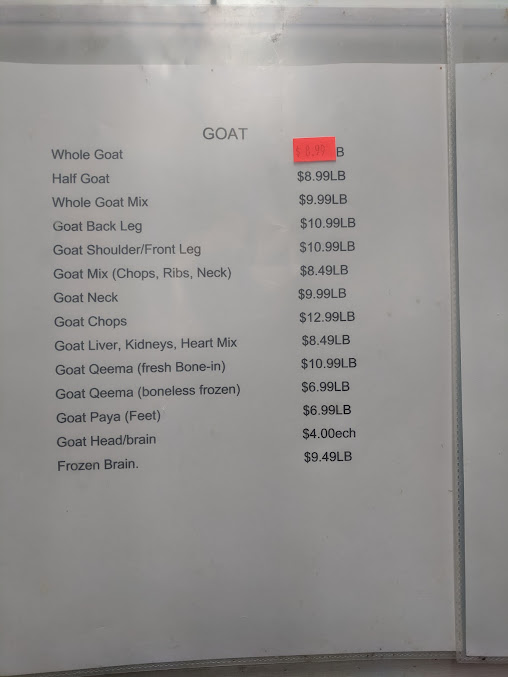 GOAT
Whole Goat $ 8.99 B
Half Goat $8.99LB
Whole Goat Mix $9.99LB
Goat Back Leg $10.99LB
Goat Shoulder/Front Leg $10.99LB
Goat Mix (Chops, Ribs, Neck) $8.49LB
Goat Neck $9.99LB
Goat Chops $12.99LB
Goat Liver, Kidneys, Heart Mix $8.49LB
Goat Qeema (fresh Bone-in) $10.99LB
Goat Qeema (boneless frozen) $6.99LB
Goat Paya (Feet) $6.99LB
Goat Head/brain $4.00ech
Frozen Brain. $9.49LB